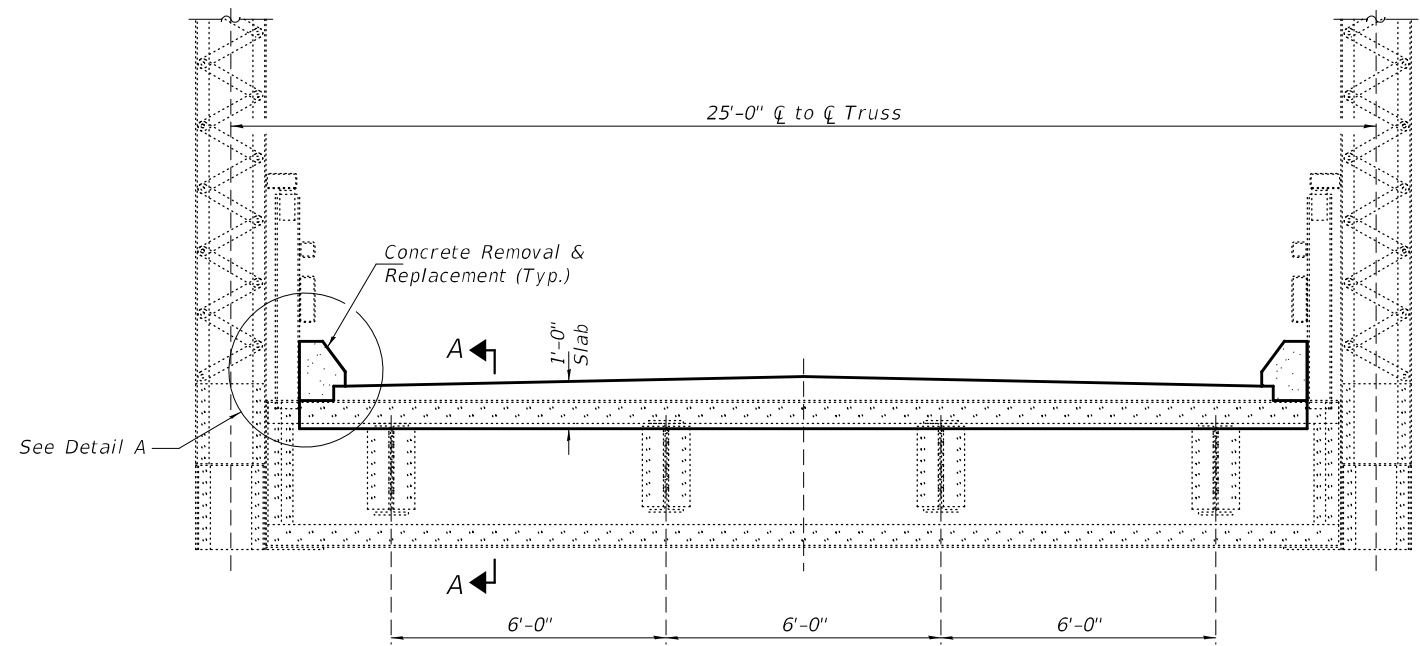 25'-0" ℄ to ℄ Truss
Concrete Removal &
Replacement (Typ.)
A
1'-0"
Slab
See Detail A
A
6'-0"
6'-0"
6'-0"